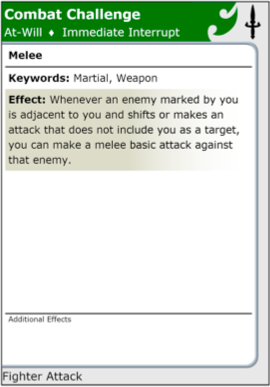 Combat Challenge
At-Will ♦ Immediate Interrupt
Melee
Keywords: Martial, Weapon
Effect: Whenever an enemy marked by you
is adjacent to you and shifts or makes an
attack that does not include you as a target,
you can make a melee basic attack against
that enemy.
Additional Effects
Fighter Attack